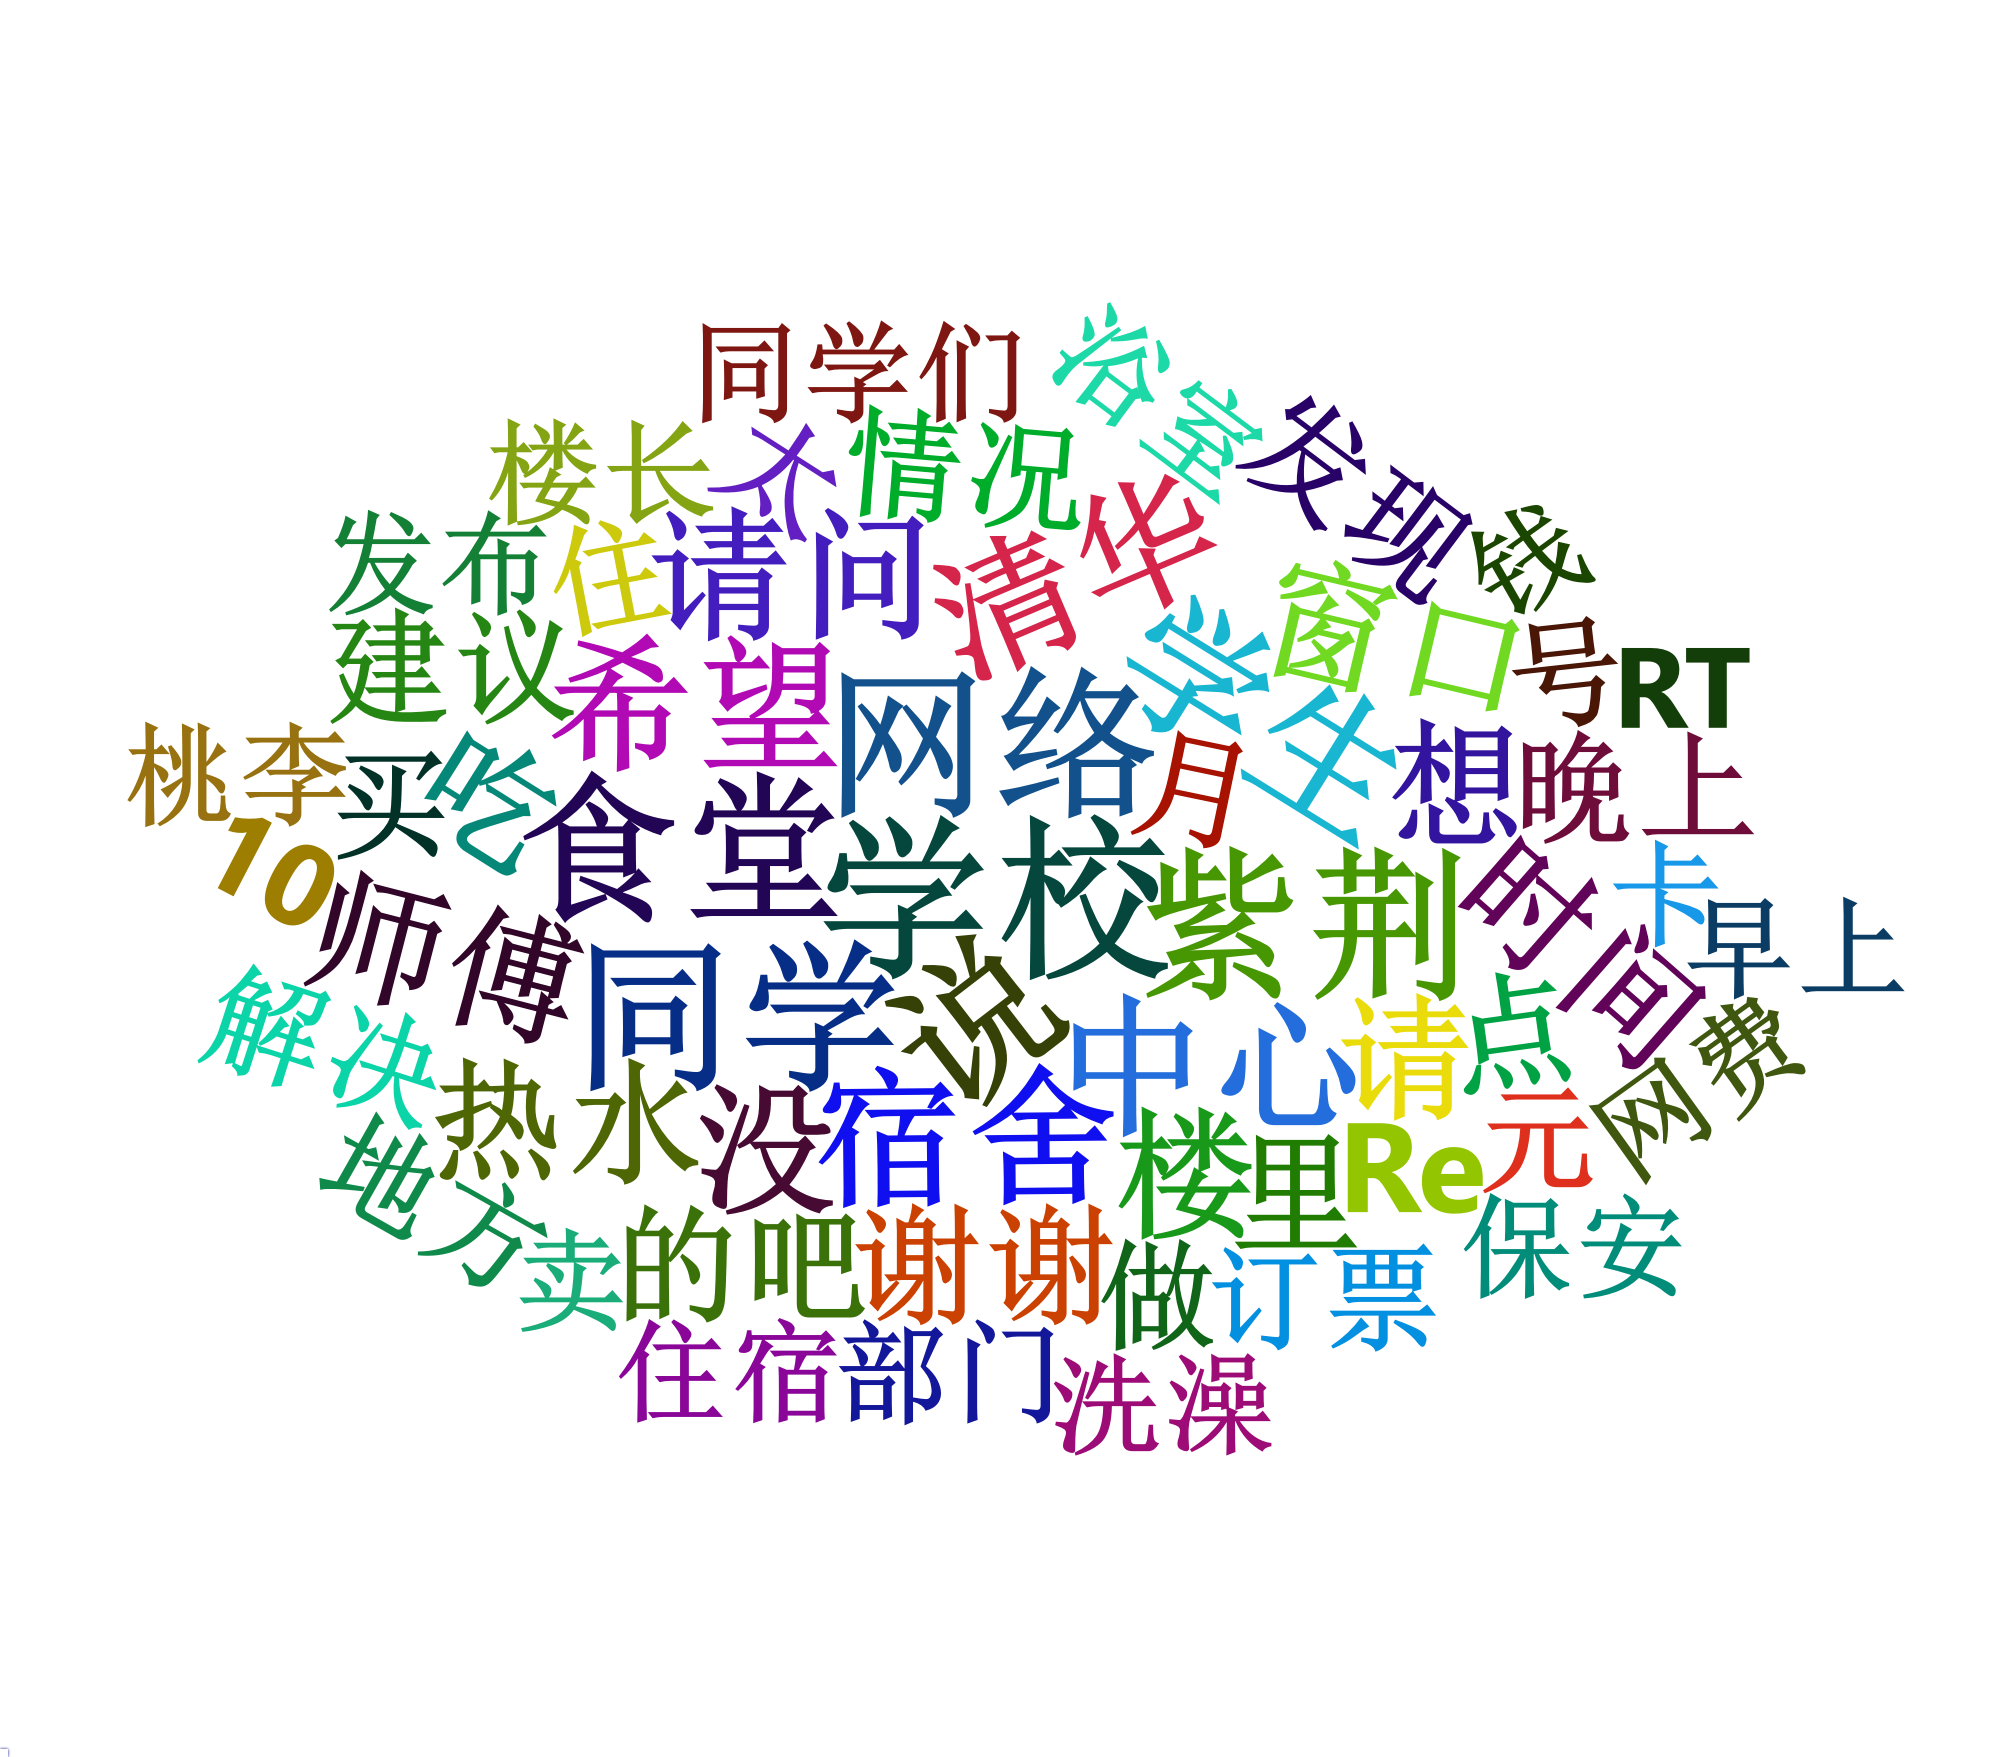 同学们
浴室
楼长
人
情况
发现
发布
住
请问
清华
钱
建议
希望
学生
窗口
号
RT
网络
桃李
买
吃
月
想
晚上
食堂
学校
紫荆
时间
卡
10
师傅
早上
同学
说
解决
中心
请
点
热水
没
宿舍
元
网费
地方
楼
里
Re
卖
的
吧
谢谢
做
订票
保安
住宿
部门
洗澡